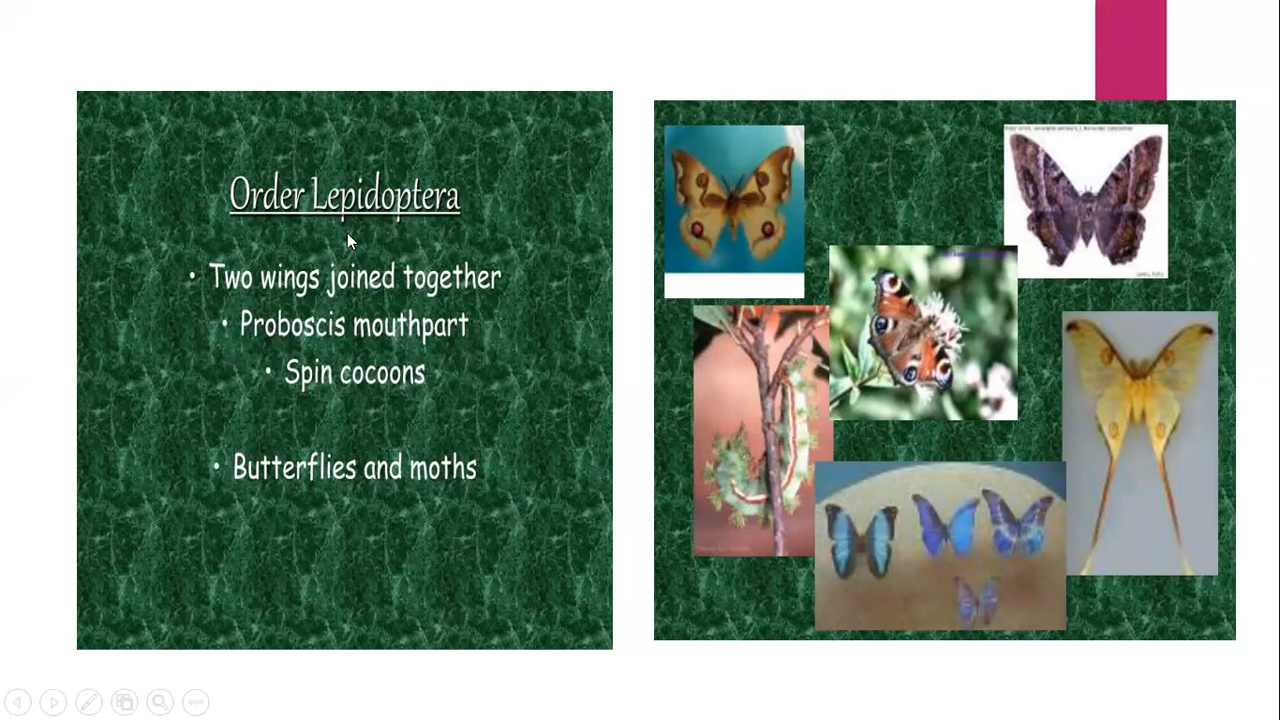 Order Lepidoptera
• Two wings joined together
• Proboscis mouthpart
• Spin cocoons
• Butterflies and moths